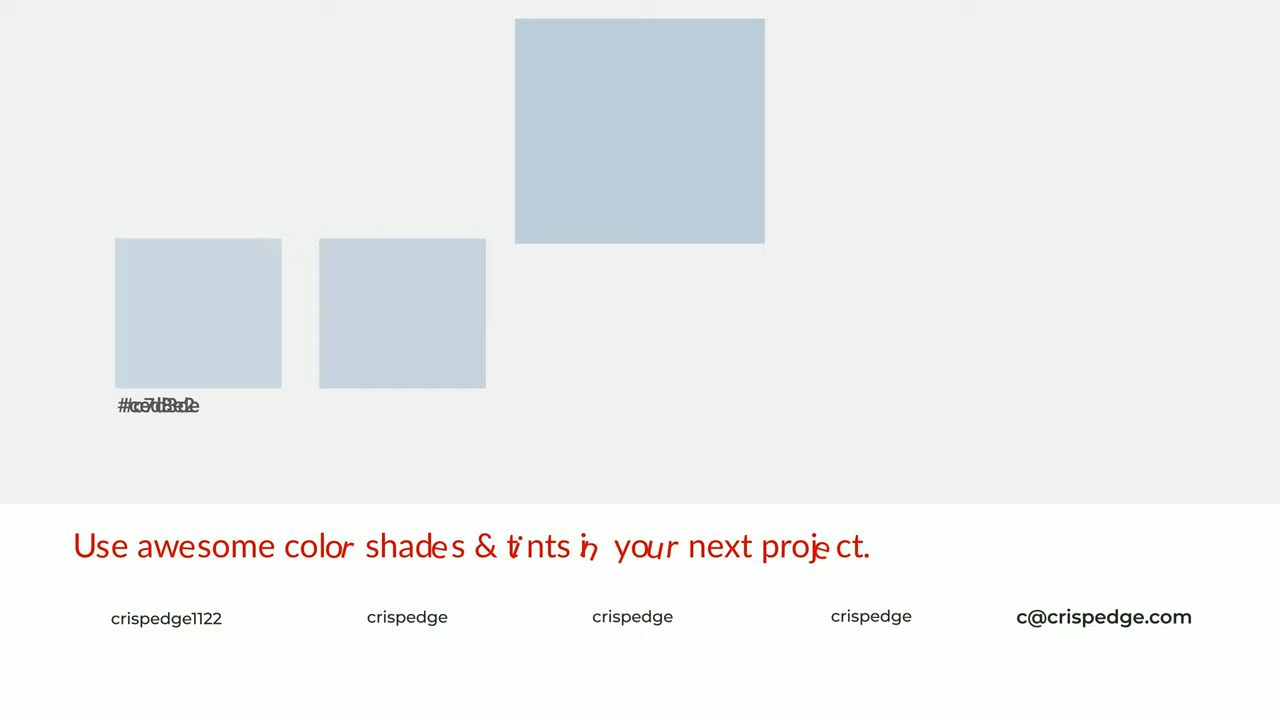 Use awesome color shades & tints in your next project.
crispedge1122 crispedge crispedge crispedge c@crispedge.com